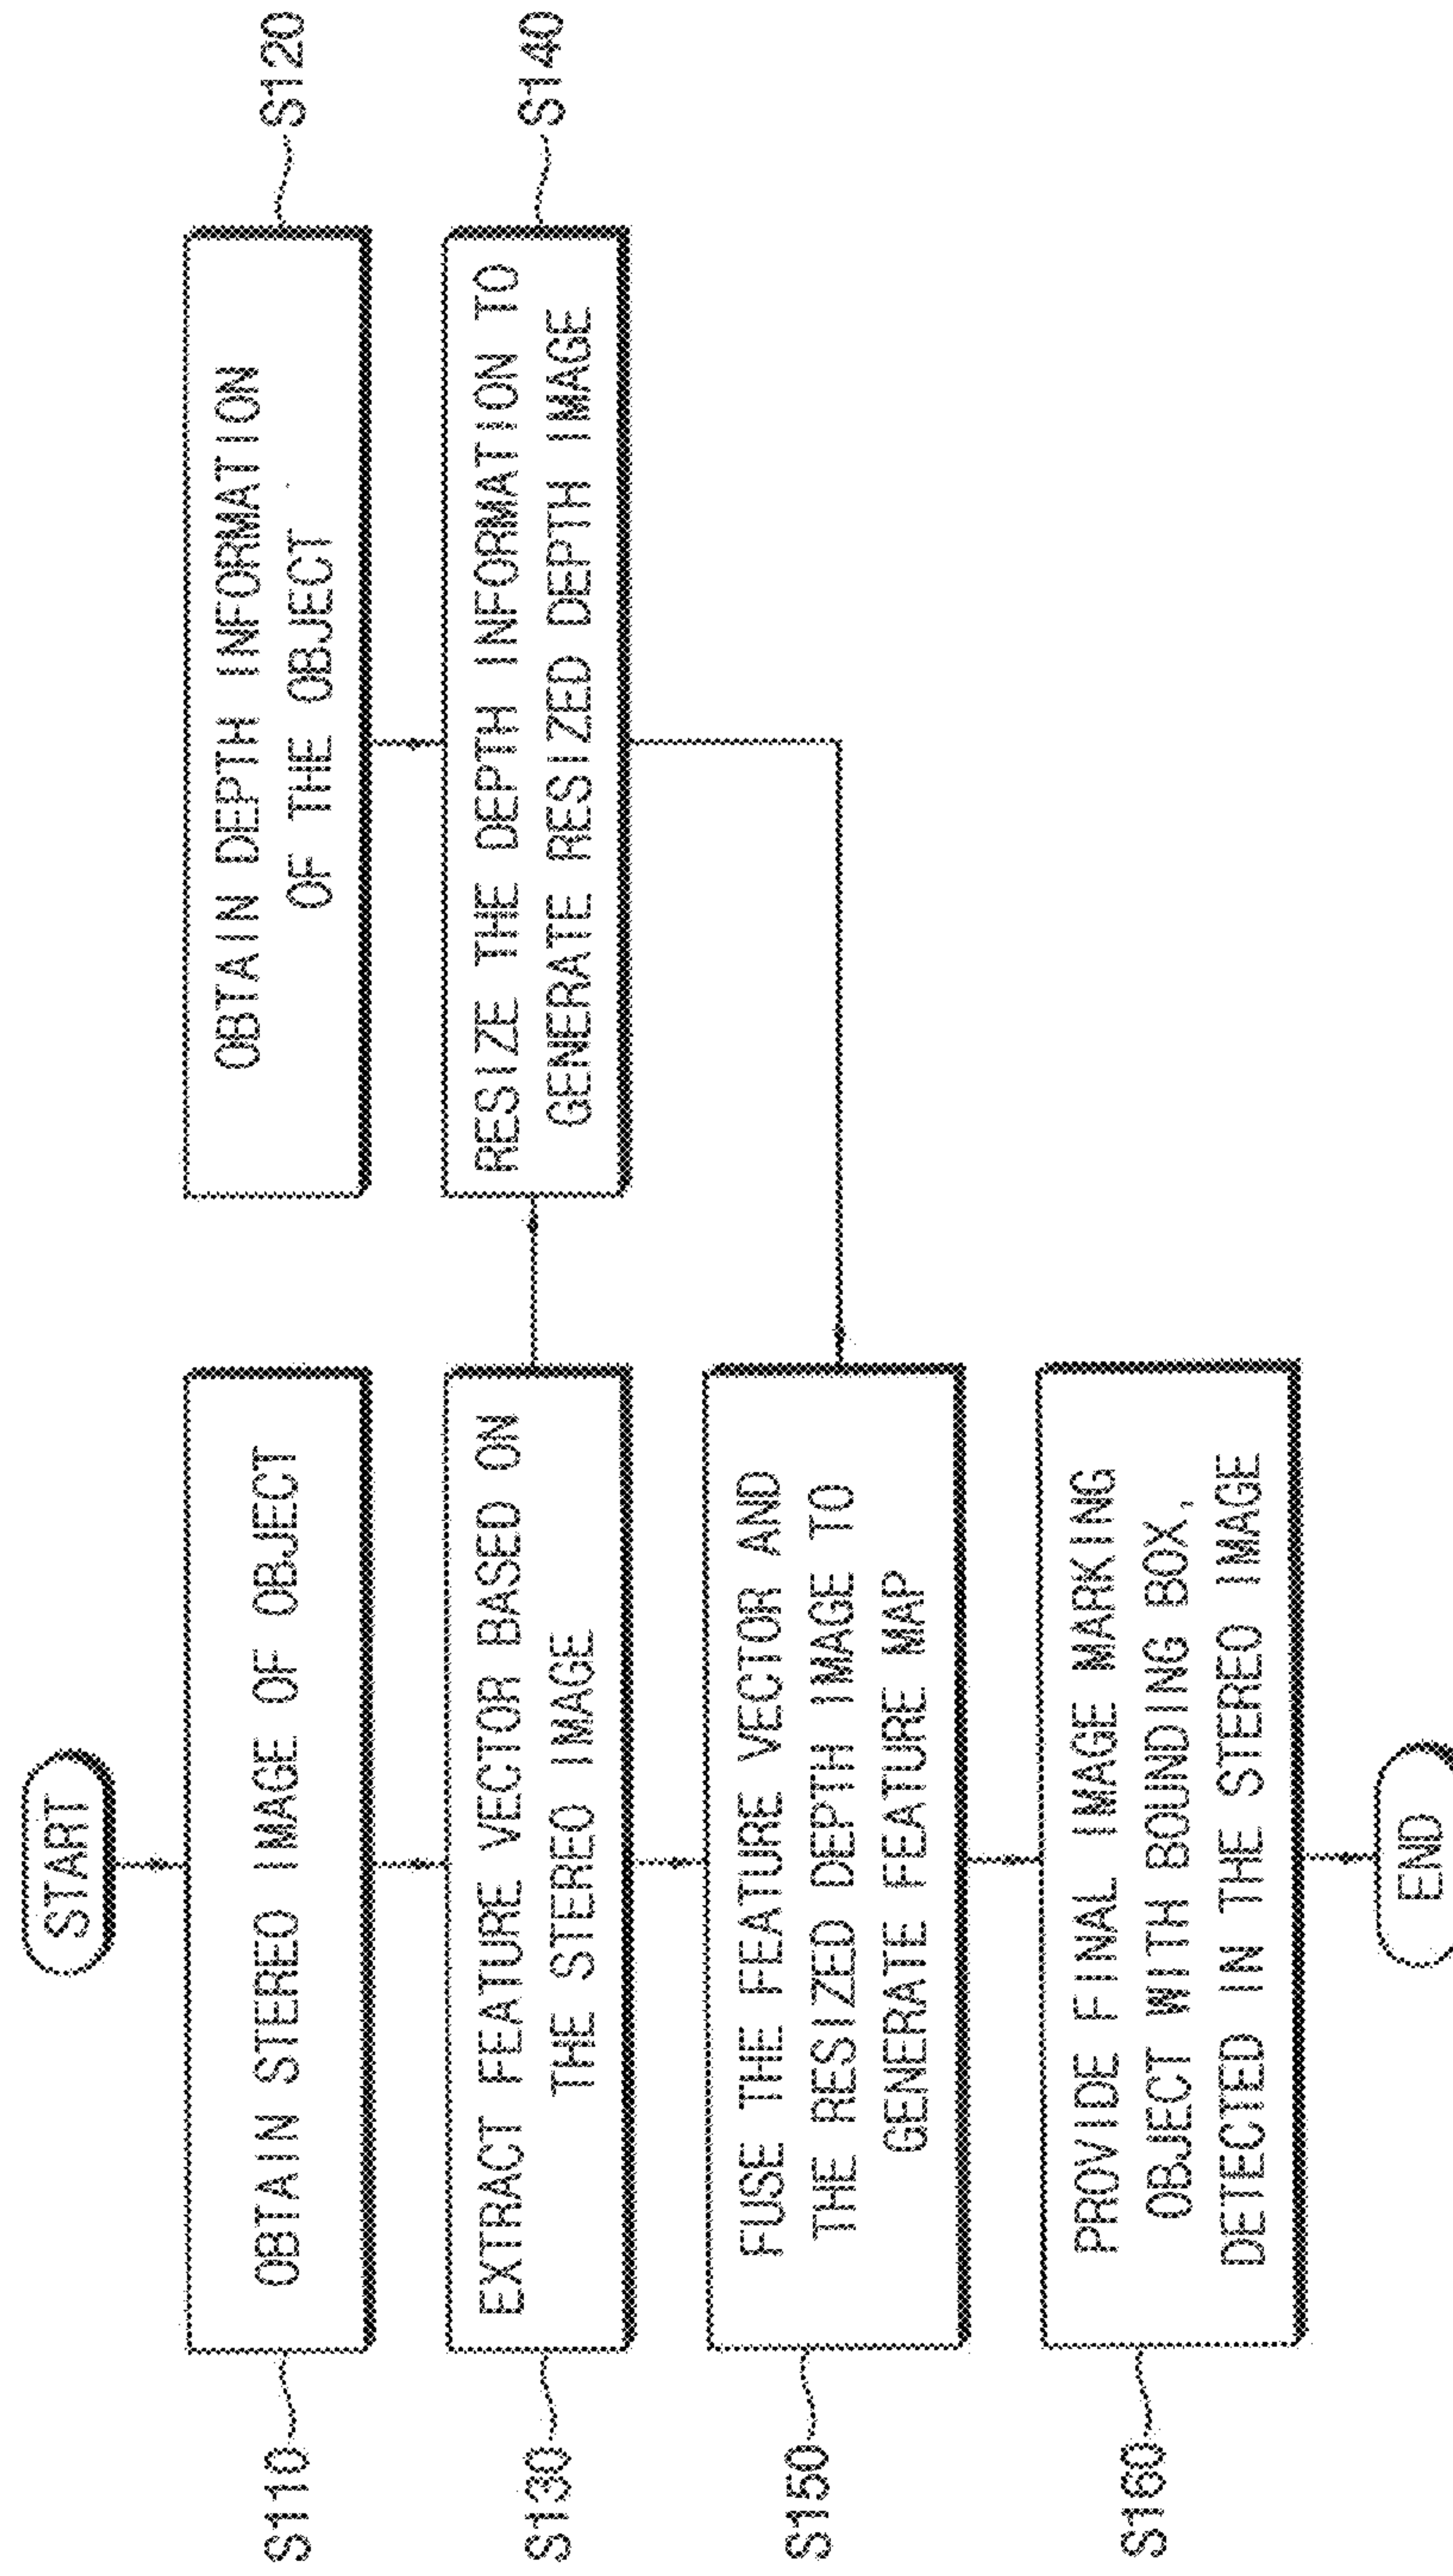 START
S110
OBTAIN STEREO IMAGE OF OBJECT
OBTAIN DEPTH INFORMATION
OF THE OBJECT
S120
S130
EXTRACT FEATURE VECTOR BASED ON
THE STEREO IMAGE
RESIZE THE DEPTH INFORMATION TO
GENERATE RESIZED DEPTH IMAGE
S140
S150
FUSE THE FEATURE VECTOR AND
THE RESIZED DEPTH IMAGE TO
GENERATE FEATURE MAP
S160
PROVIDE FINAL IMAGE MARKING
OBJECT WITH BOUNDING BOX,
DETECTED IN THE STEREO IMAGE
END